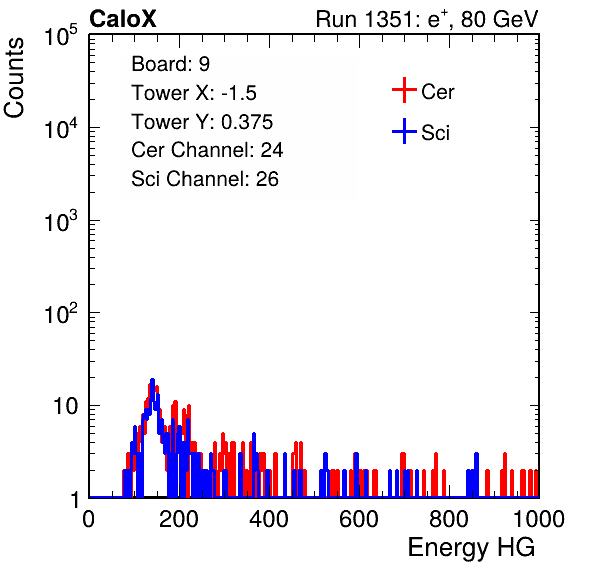 CaloX Run 1351: e⁺, 80 GeV
Counts
10⁵
10⁴
10³
10²
10
1
Board: 9
Tower X: -1.5
Tower Y: 0.375
Cer Channel: 24
Sci Channel: 26
Cer
Sci
0 200 400 600 800 1000
Energy HG